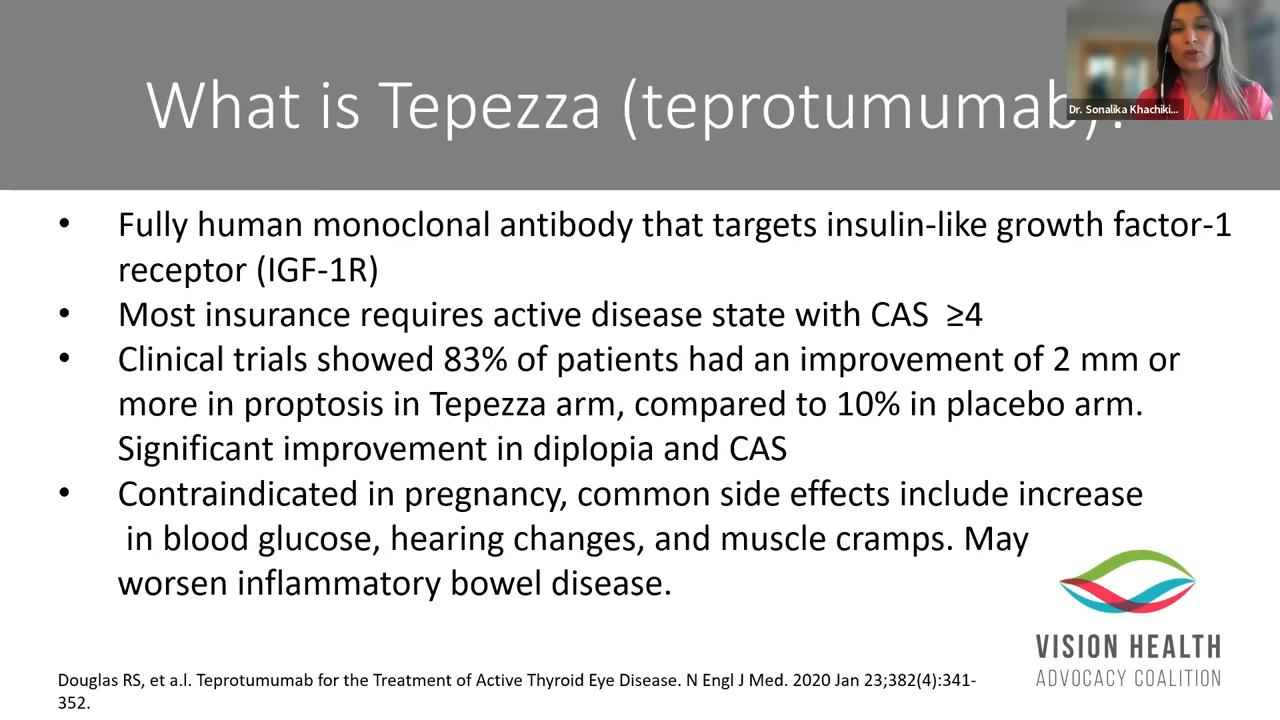 What is Tepezza (teprotumumab)?
Dr. Sonalika Khachiki...
• Fully human monoclonal antibody that targets insulin-like growth factor-1
receptor (IGF-1R)
• Most insurance requires active disease state with CAS ≥4
• Clinical trials showed 83% of patients had an improvement of 2 mm or
more in proptosis in Tepezza arm, compared to 10% in placebo arm.
Significant improvement in diplopia and CAS
• Contraindicated in pregnancy, common side effects include increase
in blood glucose, hearing changes, and muscle cramps. May
worsen inflammatory bowel disease.
VISION HEALTH
ADVOCACY COALITION
Douglas RS, et a.l. Teprotumumab for the Treatment of Active Thyroid Eye Disease. N Engl J Med. 2020 Jan 23;382(4):341-
352.